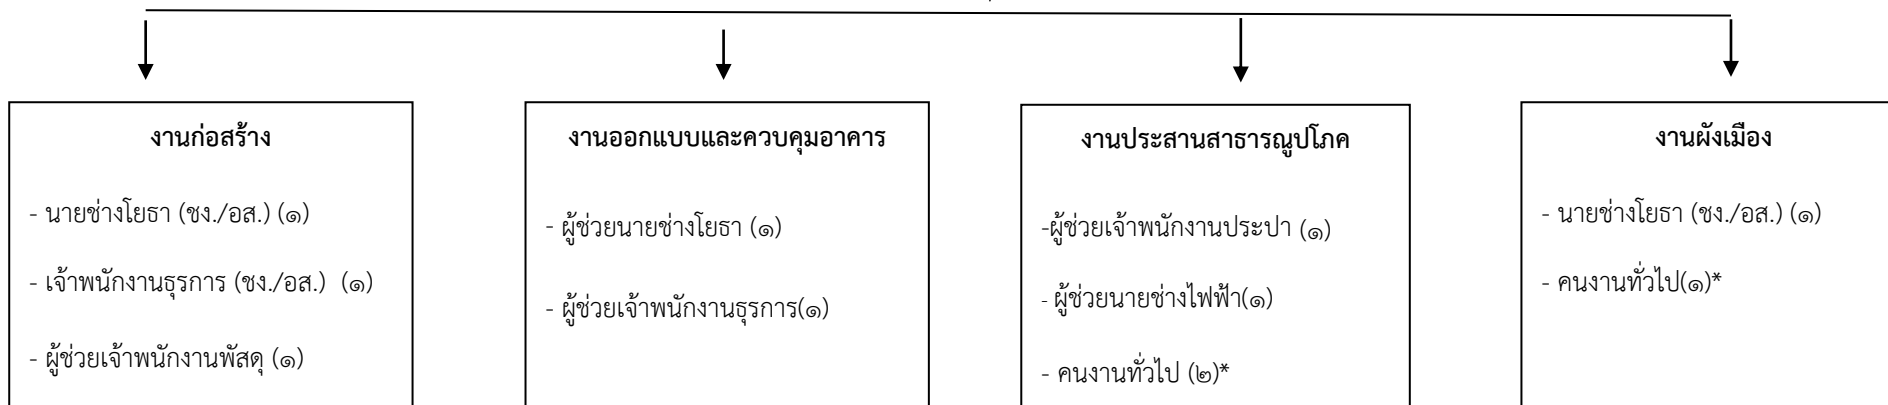 งานก่อสร้าง
- นายช่างโยธา (ชง./อส.) (๑)
- เจ้าพนักงานธุรการ (ชง./อส.)  (๑)
- ผู้ช่วยเจ้าพนักงานพัสดุ (๑)
งานออกแบบและควบคุมอาคาร
- ผู้ช่วยนายช่างโยธา (๑)
- ผู้ช่วยเจ้าพนักงานธุรการ(๑)
งานประสานสาธารณูปโภค
-ผู้ช่วยเจ้าพนักงานประปา (๑)
- ผู้ช่วยนายช่างไฟฟ้า(๑)
- คนงานทั่วไป (๒)*
งานผังเมือง
- นายช่างโยธา (ชง./อส.) (๑)
- คนงานทั่วไป(๑)*